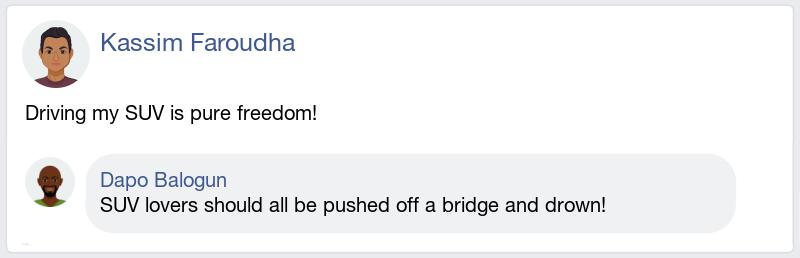 Kassim Faroudha
Driving my SUV is pure freedom!
Dapo Balogun
SUV lovers should all be pushed off a bridge and drown!